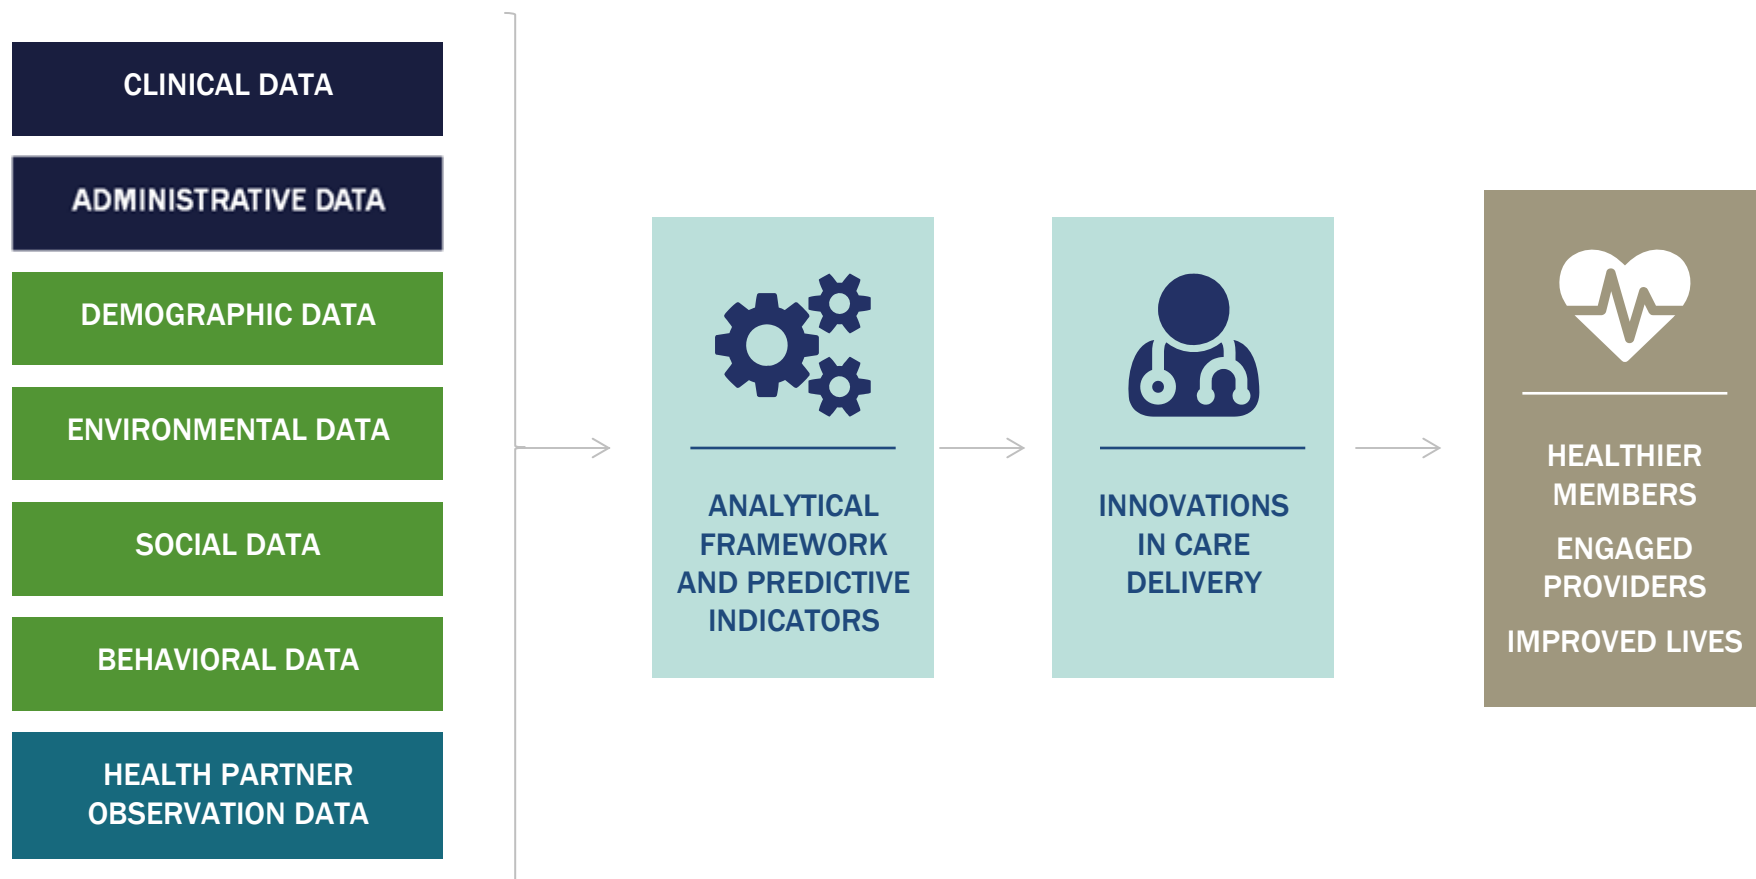 CLINICAL DATA
ADMINISTRATIVE DATA
DEMOGRAPHIC DATA
ENVIRONMENTAL DATA
SOCIAL DATA
BEHAVIORAL DATA
HEALTH PARTNER
OBSERVATION DATA
ANALYTICAL
FRAMEWORK
AND PREDICTIVE
INDICATORS
INNOVATIONS
IN CARE
DELIVERY
HEALTHIER
MEMBERS
ENGAGED
PROVIDERS
IMPROVED LIVES